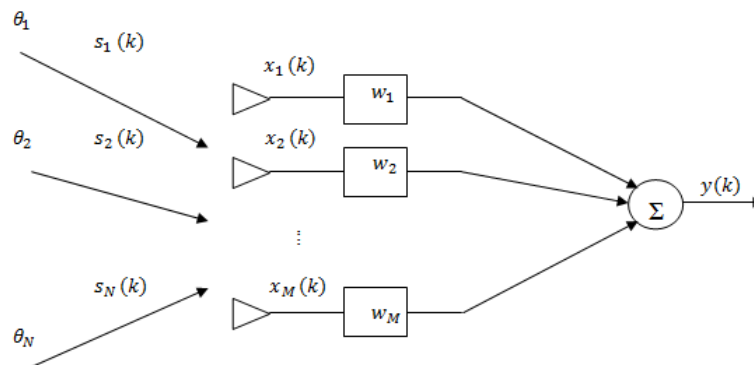 θ₁ s₁(k)
x₁(k)
w₁
θ₂ s₂(k) x₂(k)
w₂
y(k)
Σ
⁞
s_N(k) x_M(k)
w_M
θ_N